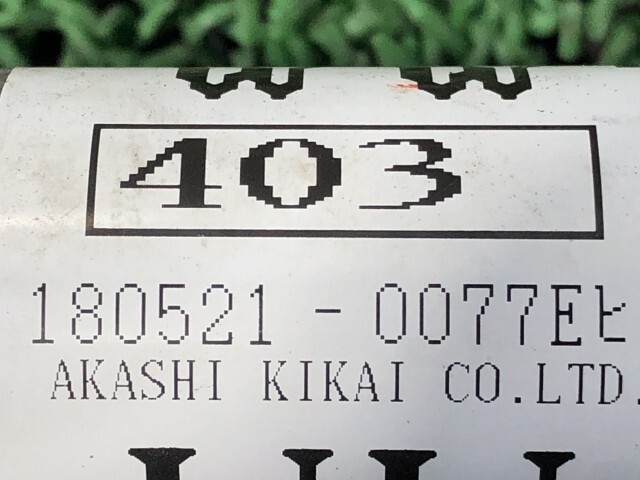 403
180521-0077Eヒ
AKASHI KIKAI CO.LTD.